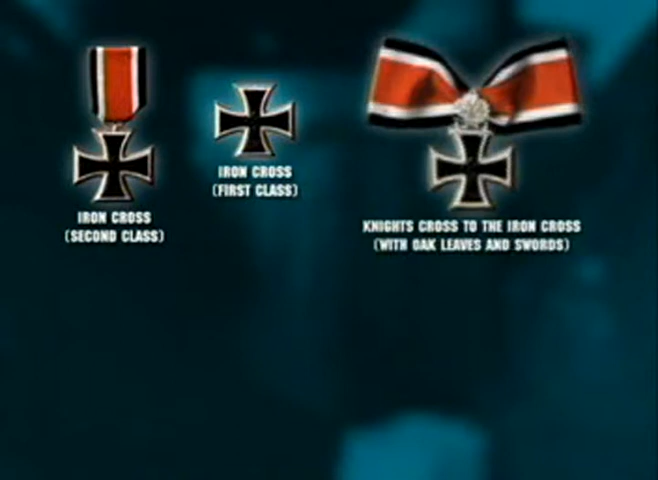 IRON CROSS
(SECOND CLASS)
IRON CROSS
(FIRST CLASS)
KNIGHTS CROSS TO THE IRON CROSS
(WITH OAK LEAVES AND SWORDS)